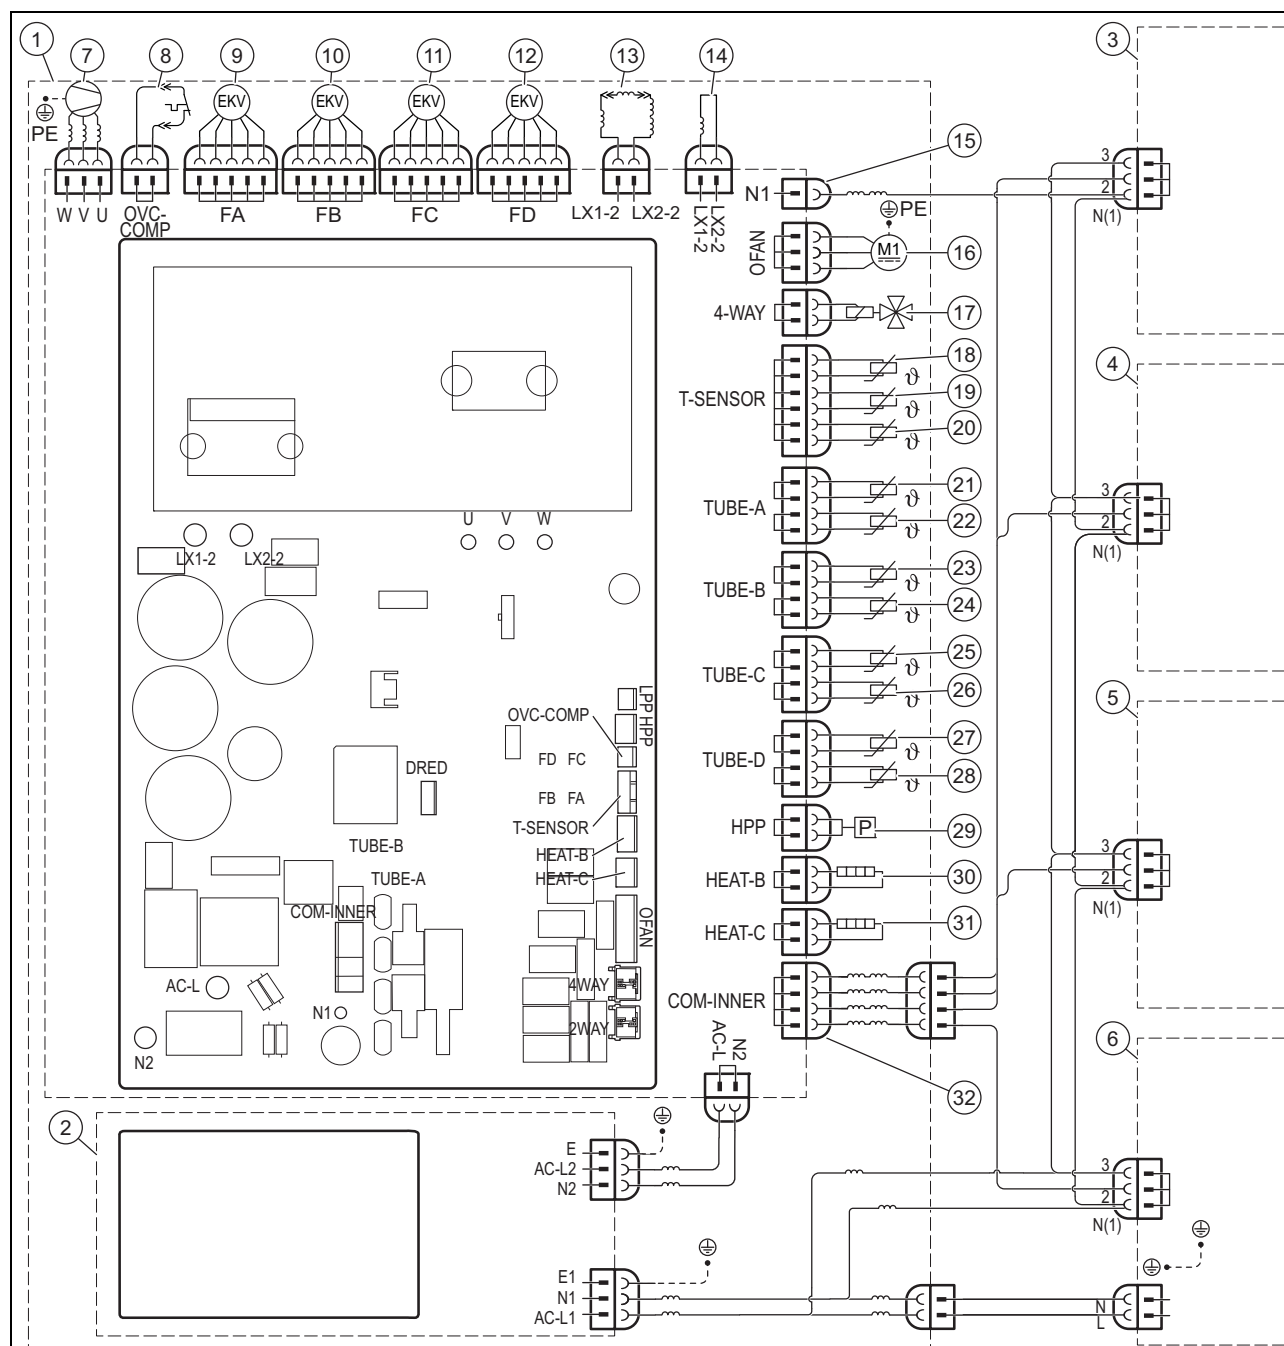 1
7
8
9
10
11
12
13
14
3
PE
EKV
EKV
EKV
EKV
W V U
OVC-
COMP
FA
FB
FC
FD
LX1-2
LX2-2
LX1-2
LX2-2
15
N1
3
2
N(1)
PE
OFAN
M1
16
4-WAY
17
T-SENSOR
18
ϑ
19
ϑ
20
ϑ
4
TUBE-A
21
ϑ
22
ϑ
3
2
N(1)
U
V
W
LX1-2
LX2-2
TUBE-B
23
ϑ
24
ϑ
TUBE-C
25
ϑ
26
ϑ
5
LPP
HPP
OVC-COMP
FD FC
FB FA
DRED
T-SENSOR
HEAT-B
HEAT-C
TUBE-D
27
ϑ
28
ϑ
HPP
P
29
TUBE-B
TUBE-A
COM-INNER
HEAT-B
30
3
2
N(1)
HEAT-C
31
OFAN
AC-L
N1
N2
4WAY
2WAY
COM-INNER
AC-L
N2
32
6
2
E
AC-L2
N2
3
2
N(1)
E1
N1
AC-L1
N
L